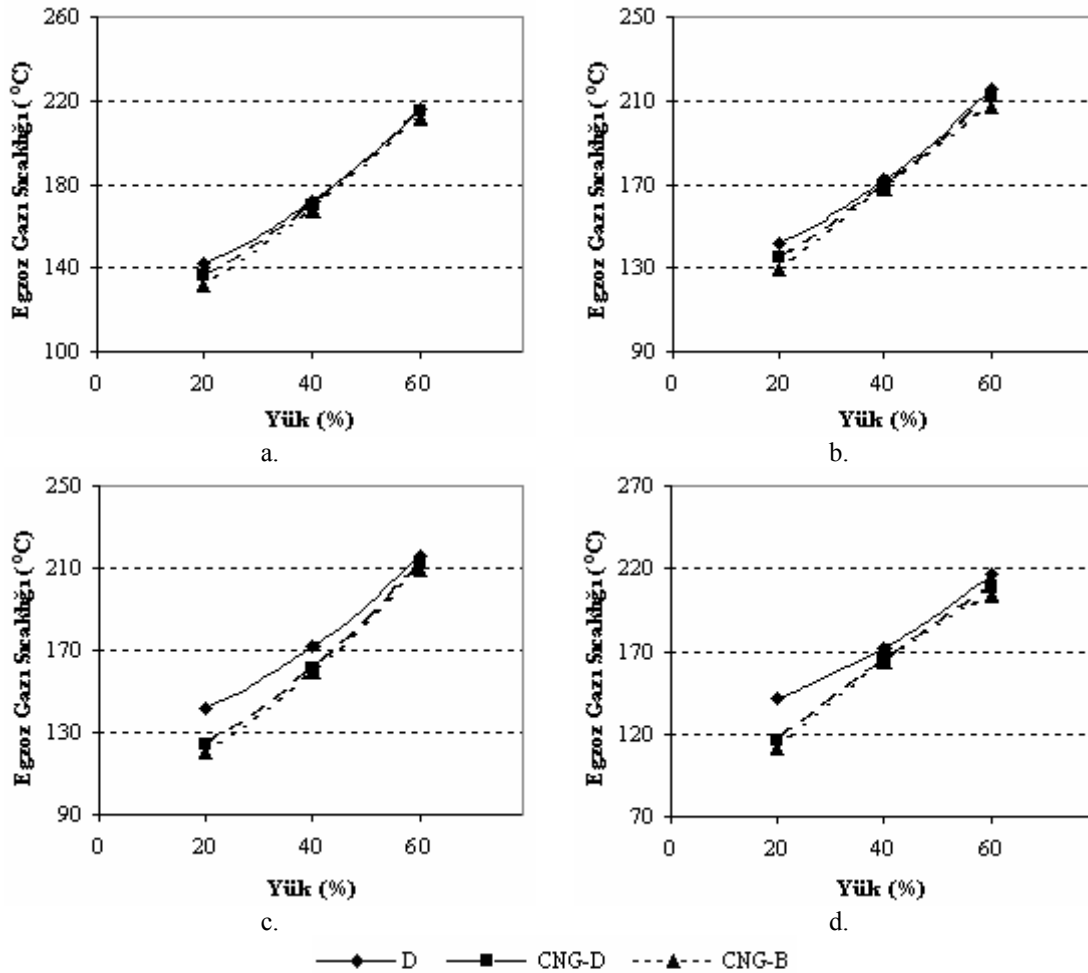 260
220
180
140
100
0
20
40
60
Egzoz Gazı Sıcaklığı ( °C)
Yük (%)
a.
250
210
170
130
90
0
20
40
60
Egzoz Gazı Sıcaklığı ( °C)
Yük (%)
b.
250
210
170
130
90
0
20
40
60
Egzoz Gazı Sıcaklığı ( °C)
Yük (%)
c.
270
220
170
120
70
0
20
40
60
Egzoz Gazı Sıcaklığı ( °C)
Yük (%)
d.
D CNG-D CNG-B